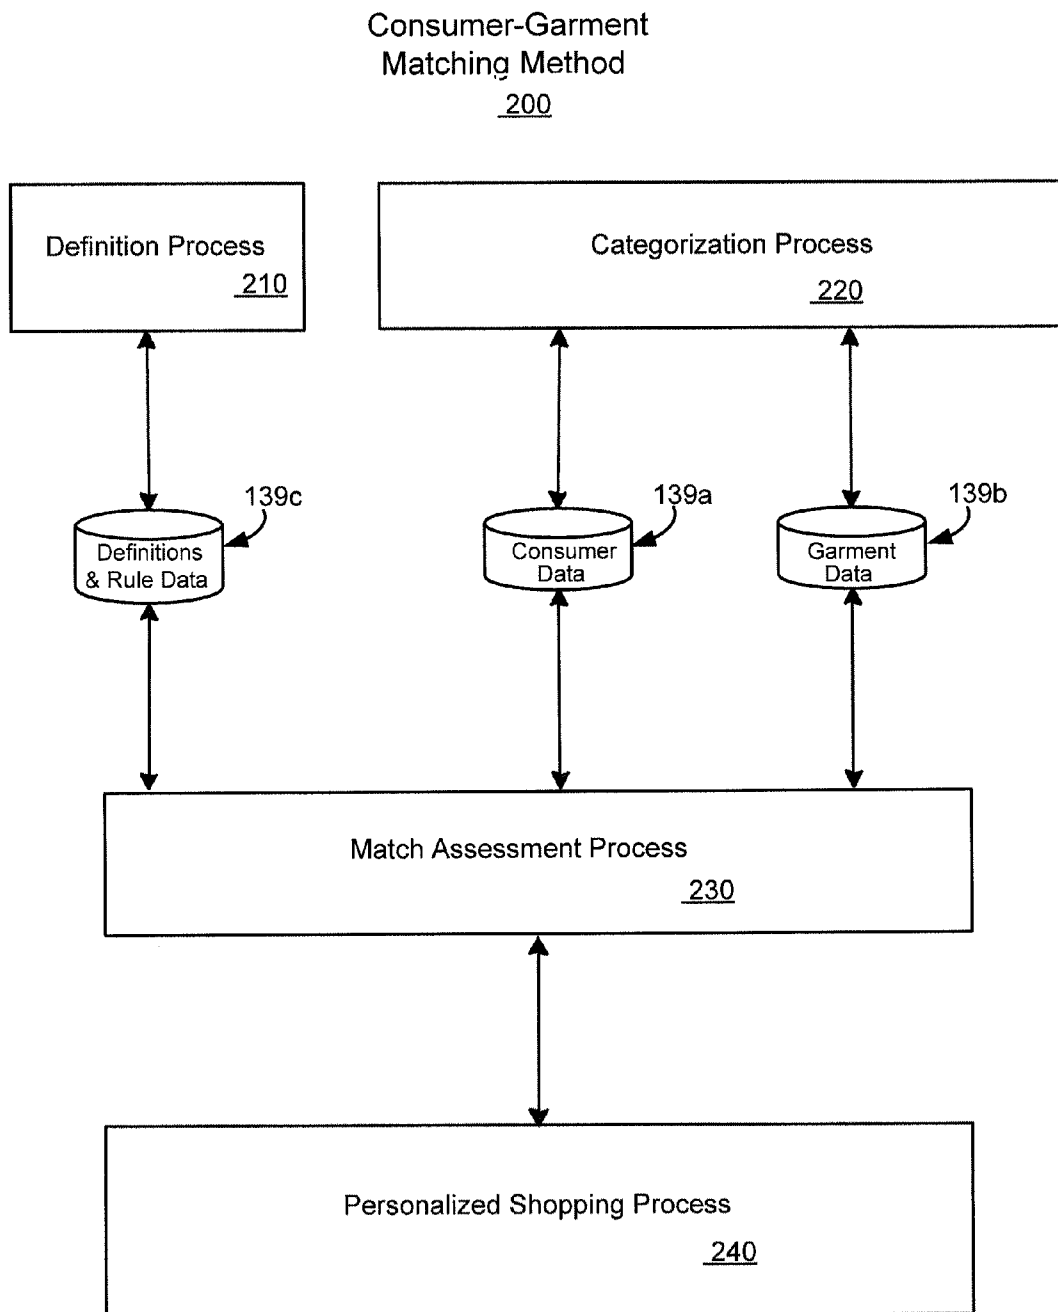 Consumer-Garment
Matching Method
200
Definition Process
210
Categorization Process
220
139c
139a
139b
Definitions
& Rule Data
Consumer
Data
Garment
Data
Match Assessment Process
230
Personalized Shopping Process
240